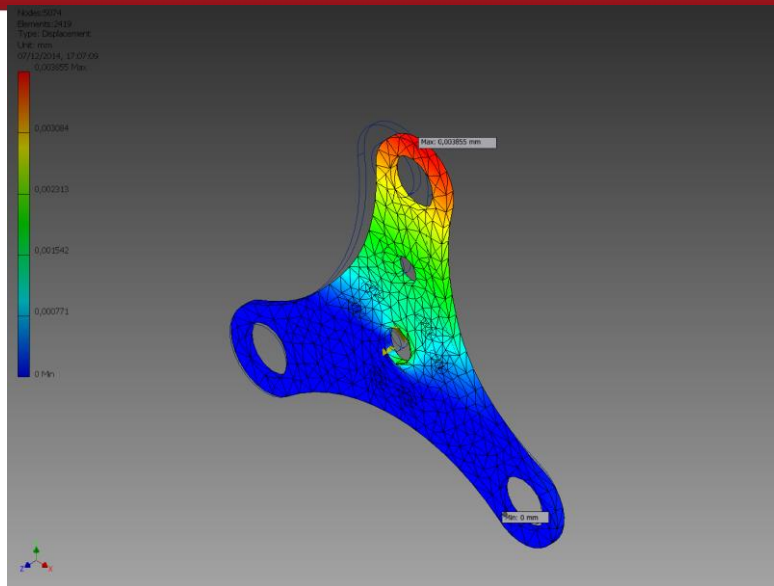 Nodes:5074
Elements:2419
Type: Displacement
Unit: mm
07/12/2014, 17:07:09
0,003855 Max
0,003084
0,002313
0,001542
0,000771
0 Min
Max: 0,003855 mm
Min: 0 mm
Z
X